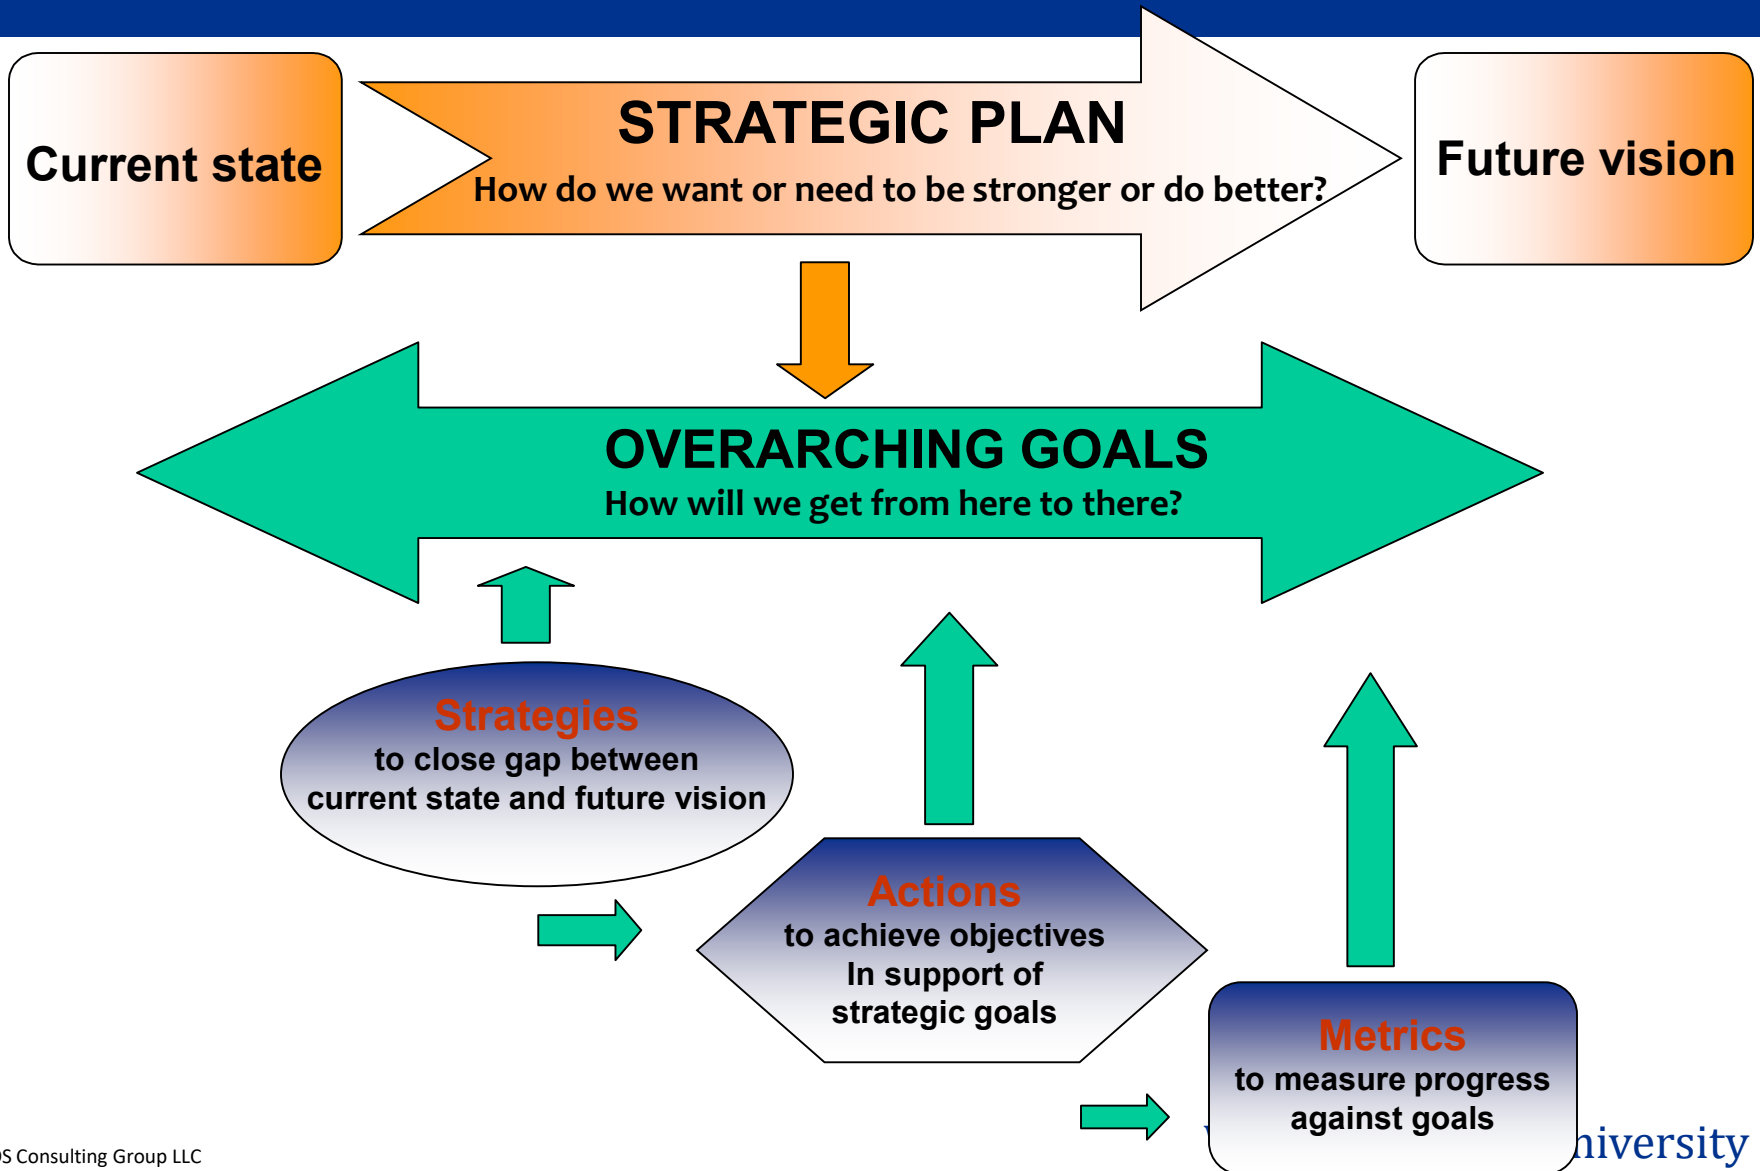 Current state
STRATEGIC PLAN
How do we want or need to be stronger or do better?
Future vision
OVERARCHING GOALS
How will we get from here to there?
Strategies
to close gap between
current state and future vision
Actions
to achieve objectives
In support of
strategic goals
Metrics
to measure progress
against goals
Consulting Group LLC